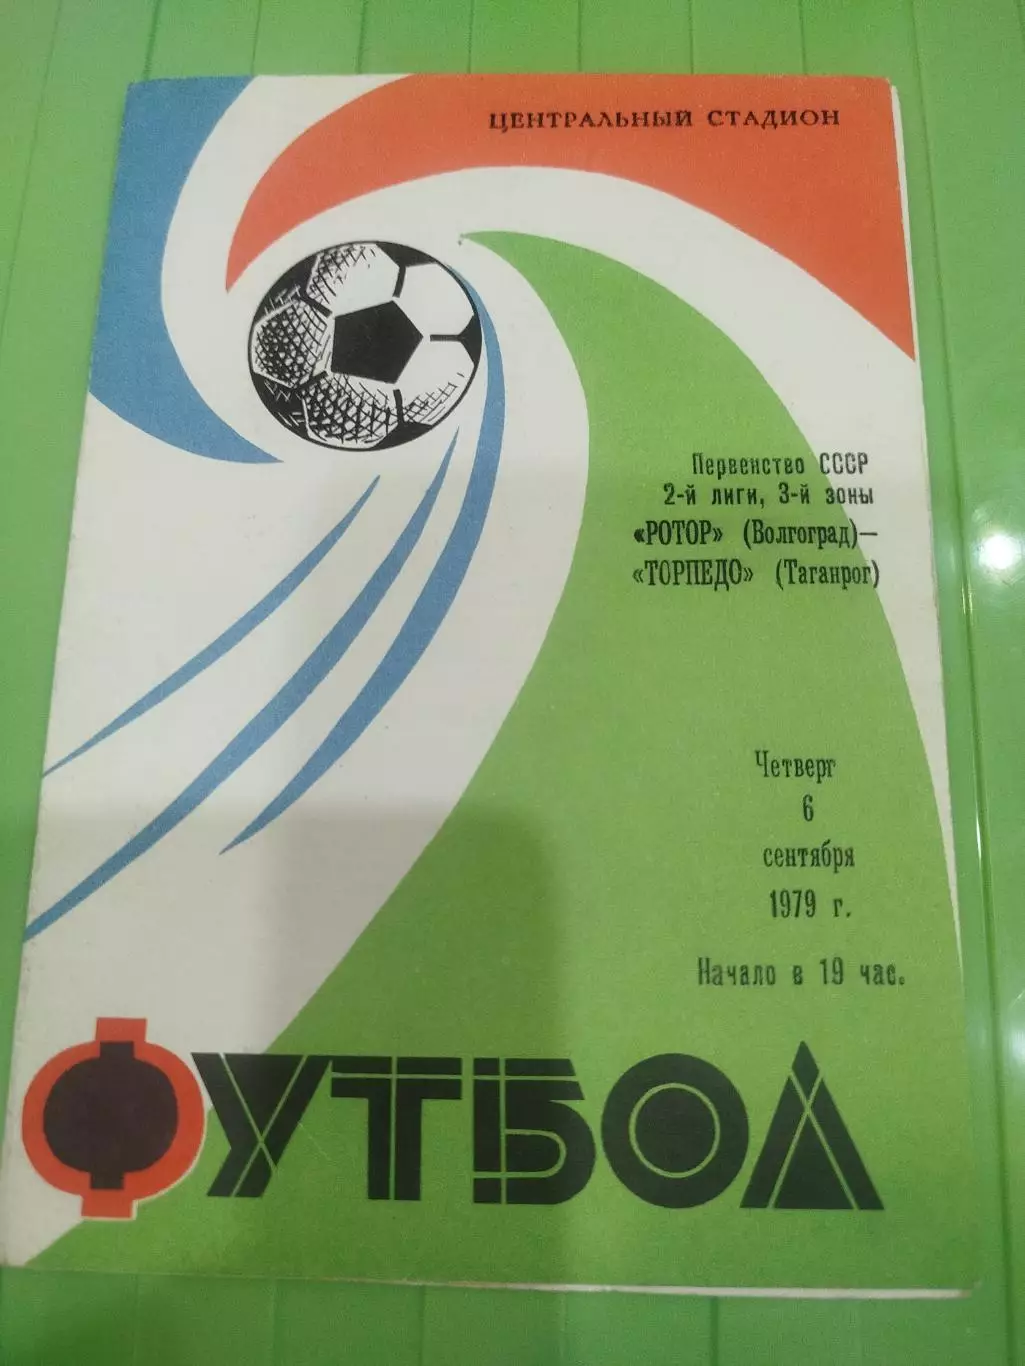 ЦЕНТРАЛЬНЫЙ СТАДИОН
Первенство СССР
2-й лиги, 3-й зоны
«РОТОР» (Волгоград)—
«ТОРПЕДО» (Таганрог)
Четверг
6
сентября
1979 г.
Начало в 19 час.
ФУТБОЛ